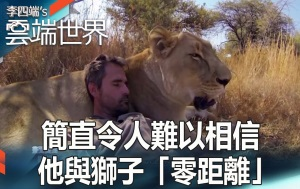 李四端's
雲端世界
簡直令人難以相信
他與獅子「零距離」